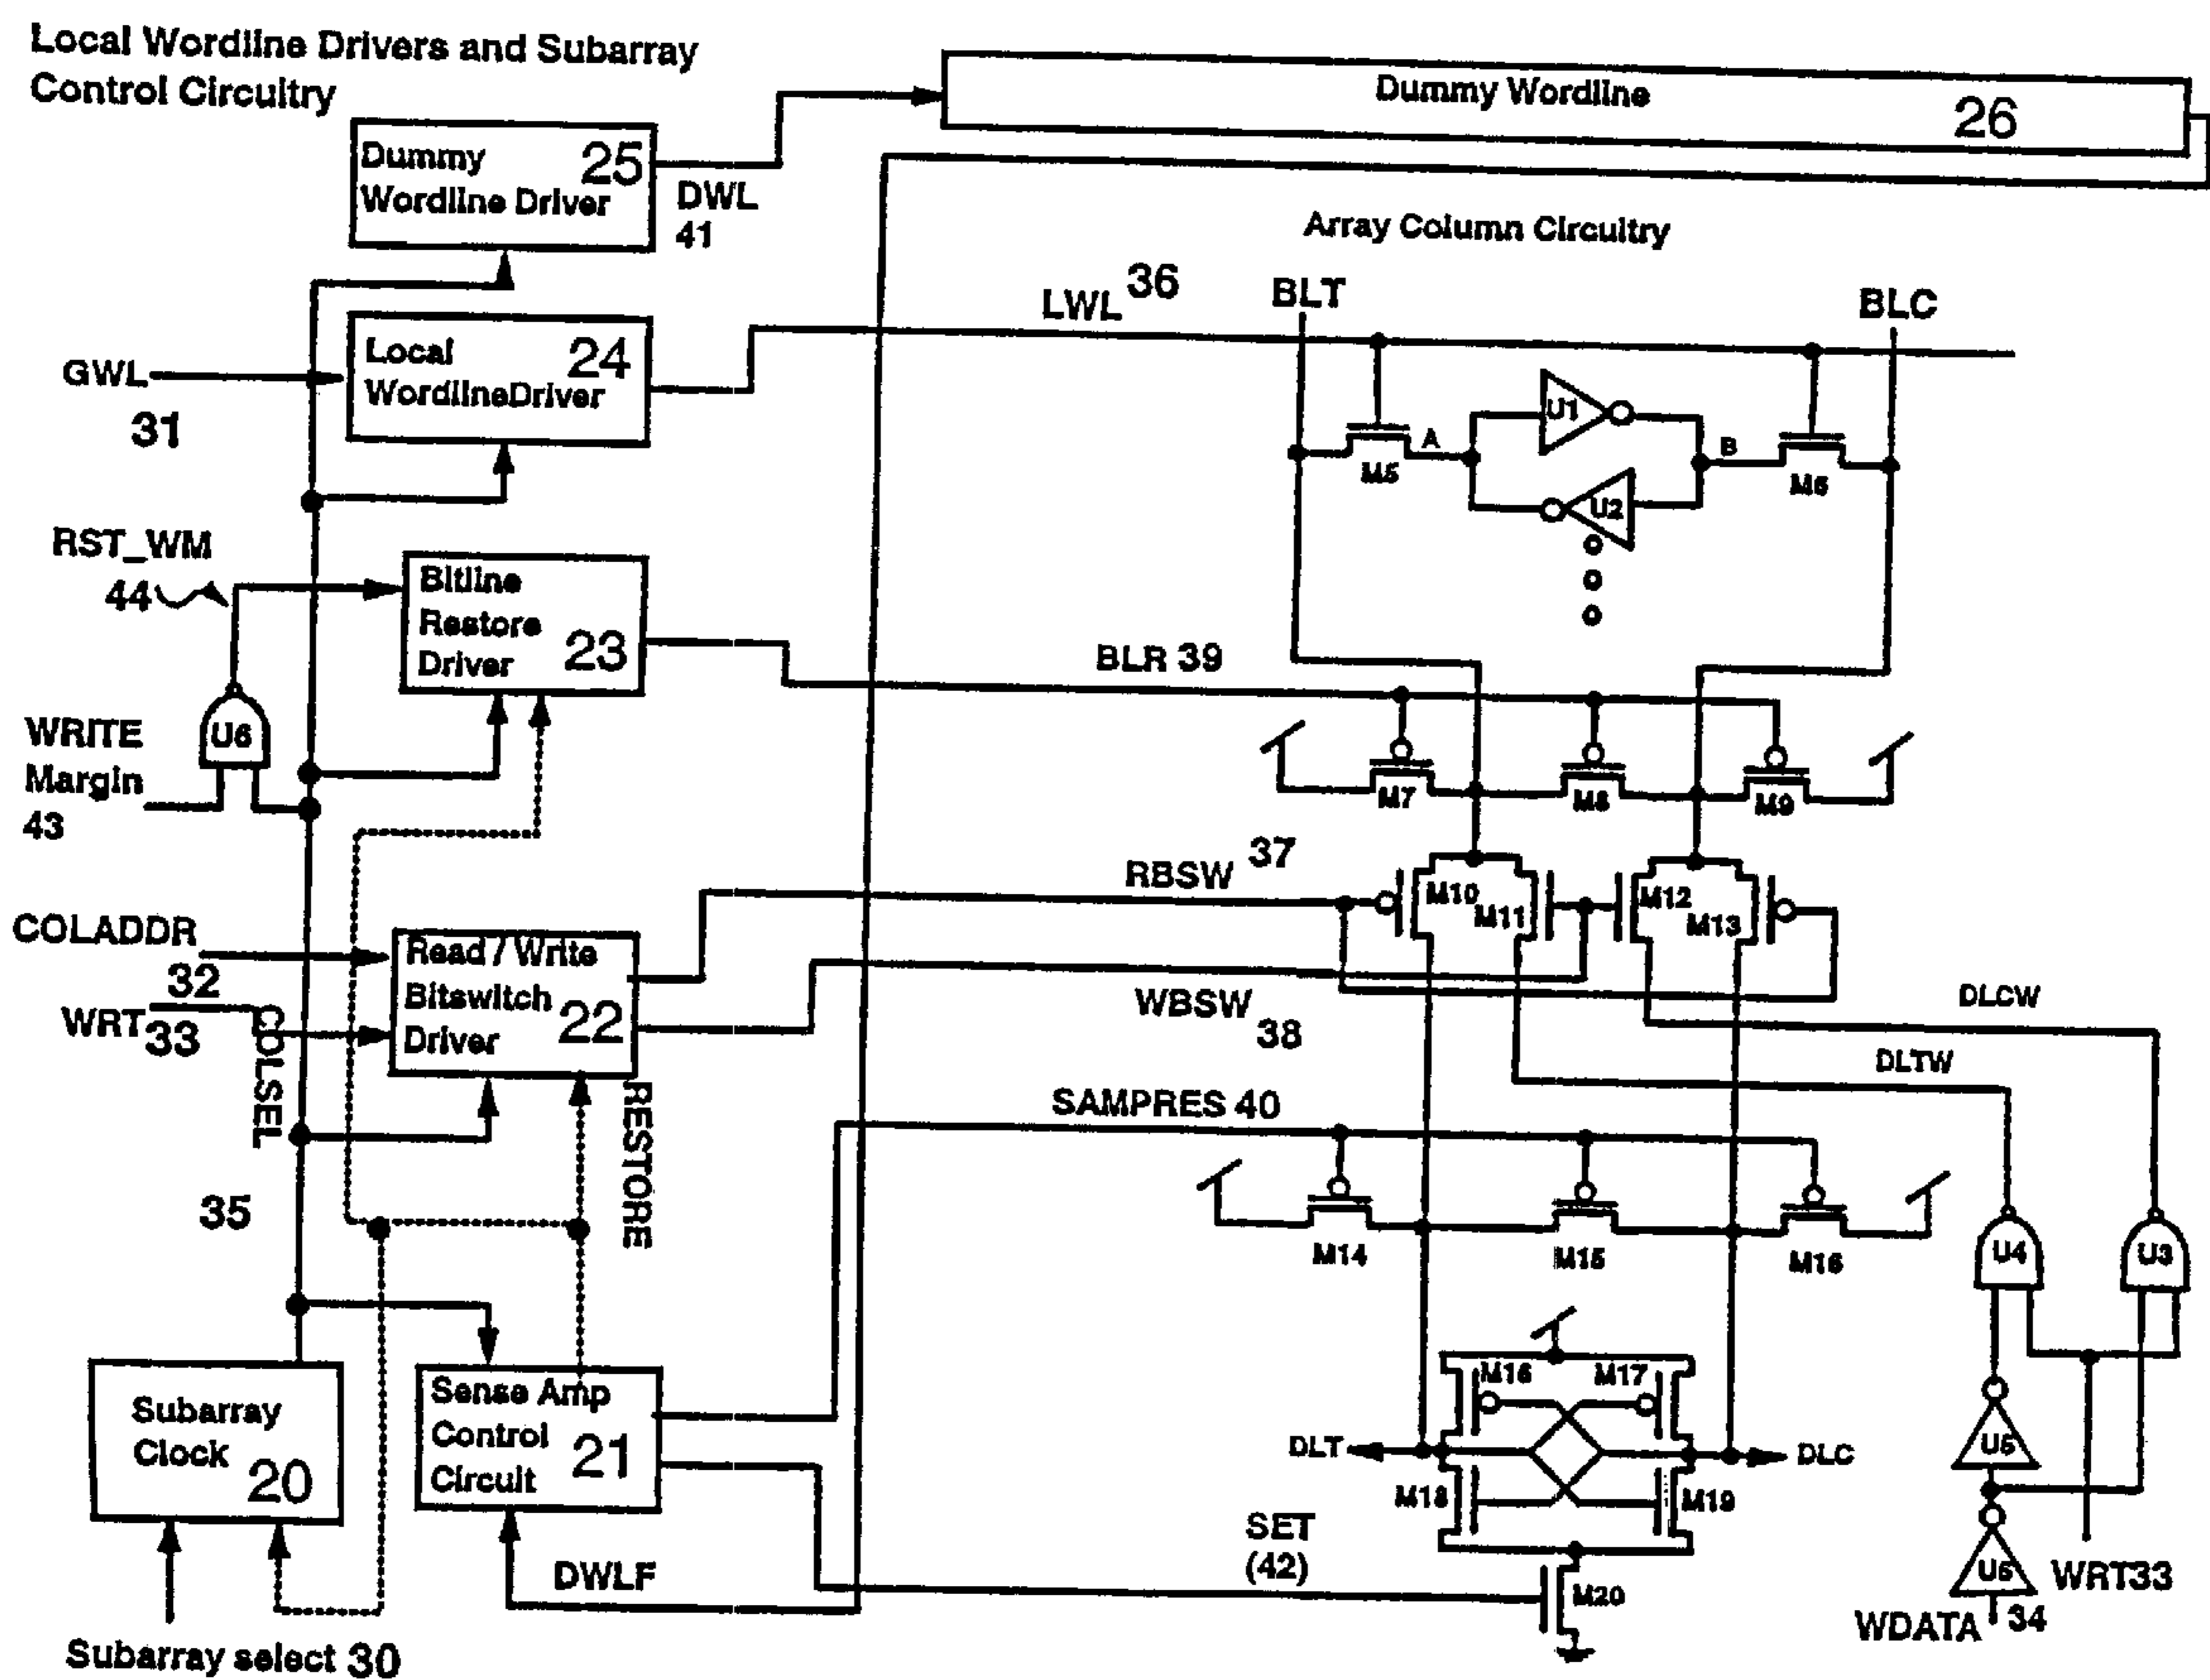 Local Wordline Drivers and Subarray
Control Circuitry
Dummy Wordline
26
Dummy
Wordline Driver
25
DWL
41
Array Column Circuitry
LWL 36
BLT
BLC
GWL
31
Local
WordlineDriver
24
U1
A
B
M5
M6
U2
RST_WM
44
Bitline
Restore
Driver
23
BLR 39
U6
WRITE
Margin
43
M7
M8
M9
RBSW 37
M10
M11
M12
M13
COLADDR
32
WRT
33
COLSEL
Read / Write
Bitswitch
Driver
22
WBSW
38
DLCW
DLTW
RESTORE
SAMPRES 40
35
M14
M15
M16
U4
U3
Subarray
Clock
20
Sense Amp
Control
Circuit
21
M16
M17
DLT
DLC
M18
M19
U5
SET
(42)
DWLF
M20
U6
WRT33
WDATA
34
Subarray select 30